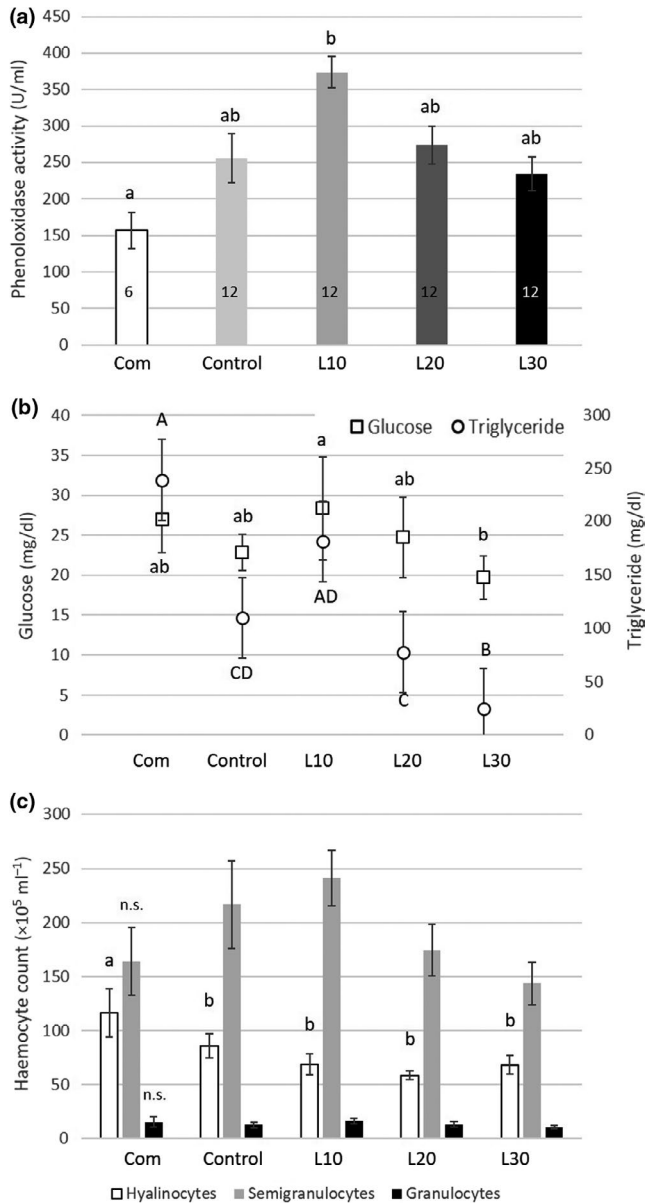 (a)
450
400
350
300
250
200
150
100
50
0
Phenoloxidase activity (U/ml)
a
ab
b
ab
ab
6
12
12
12
12
Com Control L10 L20 L30
(b)
40
35
30
25
20
15
10
5
0
Glucose (mg/dl)
300
250
200
150
100
50
0
Triglyceride (mg/dl)
Glucose Triglyceride
A
ab
ab
CD
a
AD
ab
C
b
B
Com Control L10 L20 L30
(c)
300
250
200
150
100
50
0
Haemocyte count (×10⁵ ml⁻¹)
a
n.s.
n.s.
b
b
b
b
Com Control L10 L20 L30
Hyalinocytes Semigranulocytes Granulocytes